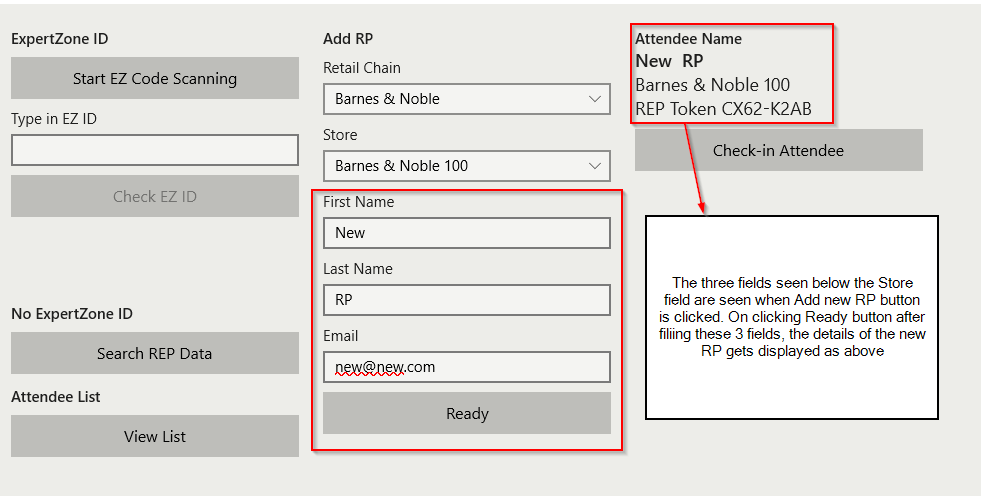 ExpertZone ID
Start EZ Code Scanning
Type in EZ ID
Check EZ ID
No ExpertZone ID
Search REP Data
Attendee List
View List
Add RP
Retail Chain
Barnes & Noble
Store
Barnes & Noble 100
First Name
New
Last Name
RP
Email
new@new.com
Ready
Attendee Name
New RP
Barnes & Noble 100
REP Token CX62-K2AB
Check-in Attendee
The three fields seen below the Store
field are seen when Add new RP button
is clicked. On clicking Ready button after
filiing these 3 fields, the details of the new
RP gets displayed as above